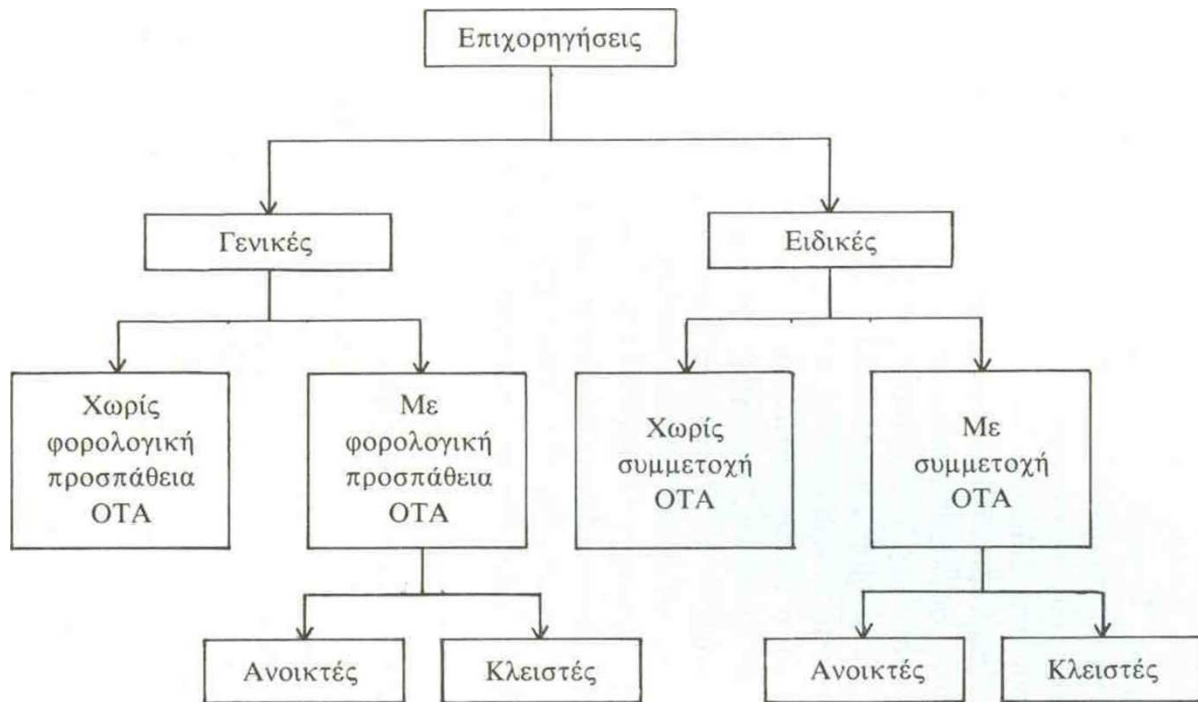 Επιχορηγήσεις
Γενικές
Ειδικές
Χωρίς
φορολογική
προσπάθεια
ΟΤΑ
Με
φορολογική
προσπάθεια
ΟΤΑ
Χωρίς
συμμετοχή
ΟΤΑ
Με
συμμετοχή
ΟΤΑ
Ανοικτές
Κλειστές
Ανοικτές
Κλειστές